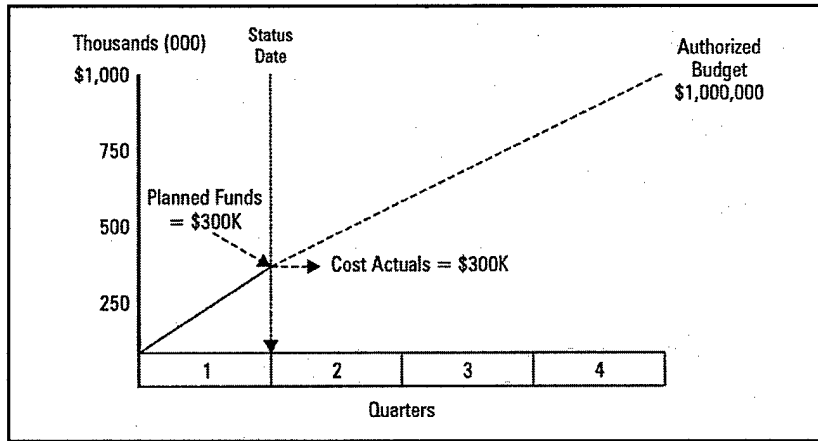 Thousands (000)
Status
Date
Authorized
Budget
$1,000,000
$1,000
750
Planned Funds
= $300K
500
Cost Actuals = $300K
250
1 2 3 4
Quarters